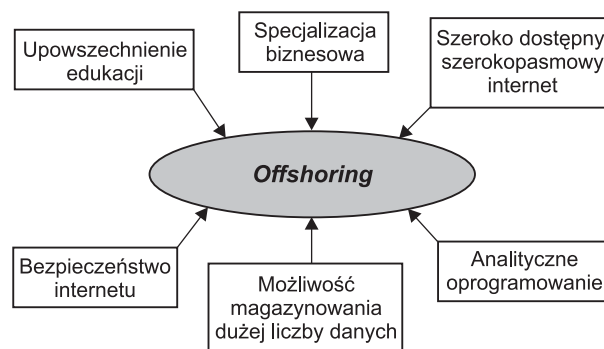 Upowszechnienie
edukacji
Specjalizacja
biznesowa
Szeroko dostępny
szerokopasmowy
internet
Offshoring
Bezpieczeństwo
internetu
Możliwość
magazynowania
dużej liczby danych
Analityczne
oprogramowanie